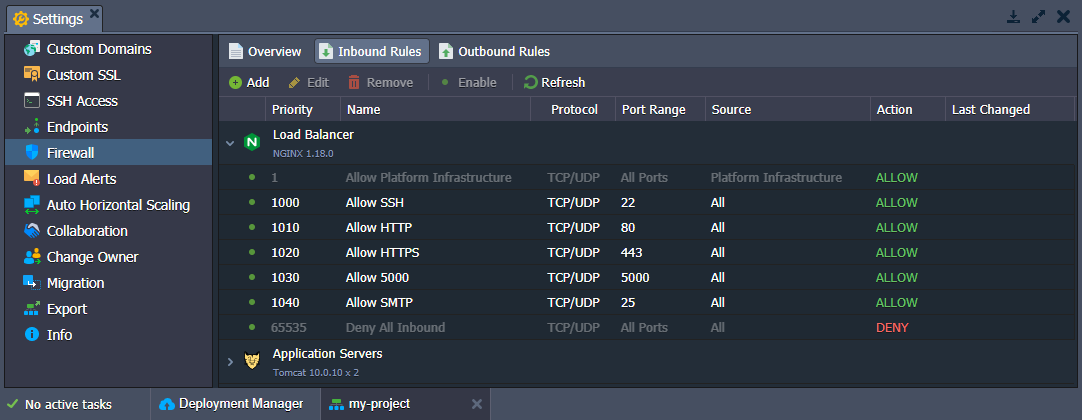 Settings
Custom Domains
Custom SSL
SSH Access
Endpoints
Firewall
Load Alerts
Auto Horizontal Scaling
Collaboration
Change Owner
Migration
Export
Info
Overview Inbound Rules Outbound Rules
Add Edit Remove Enable Refresh
Priority Name Protocol Port Range Source Action Last Changed
Load Balancer
NGINX 1.18.0
1 Allow Platform Infrastructure TCP/UDP All Ports Platform Infrastructure ALLOW
1000 Allow SSH TCP/UDP 22 All ALLOW
1010 Allow HTTP TCP/UDP 80 All ALLOW
1020 Allow HTTPS TCP/UDP 443 All ALLOW
1030 Allow 5000 TCP/UDP 5000 All ALLOW
1040 Allow SMTP TCP/UDP 25 All ALLOW
65535 Deny All Inbound TCP/UDP All Ports All DENY
Application Servers
Tomcat 10.0.10 x 2
No active tasks Deployment Manager my-project